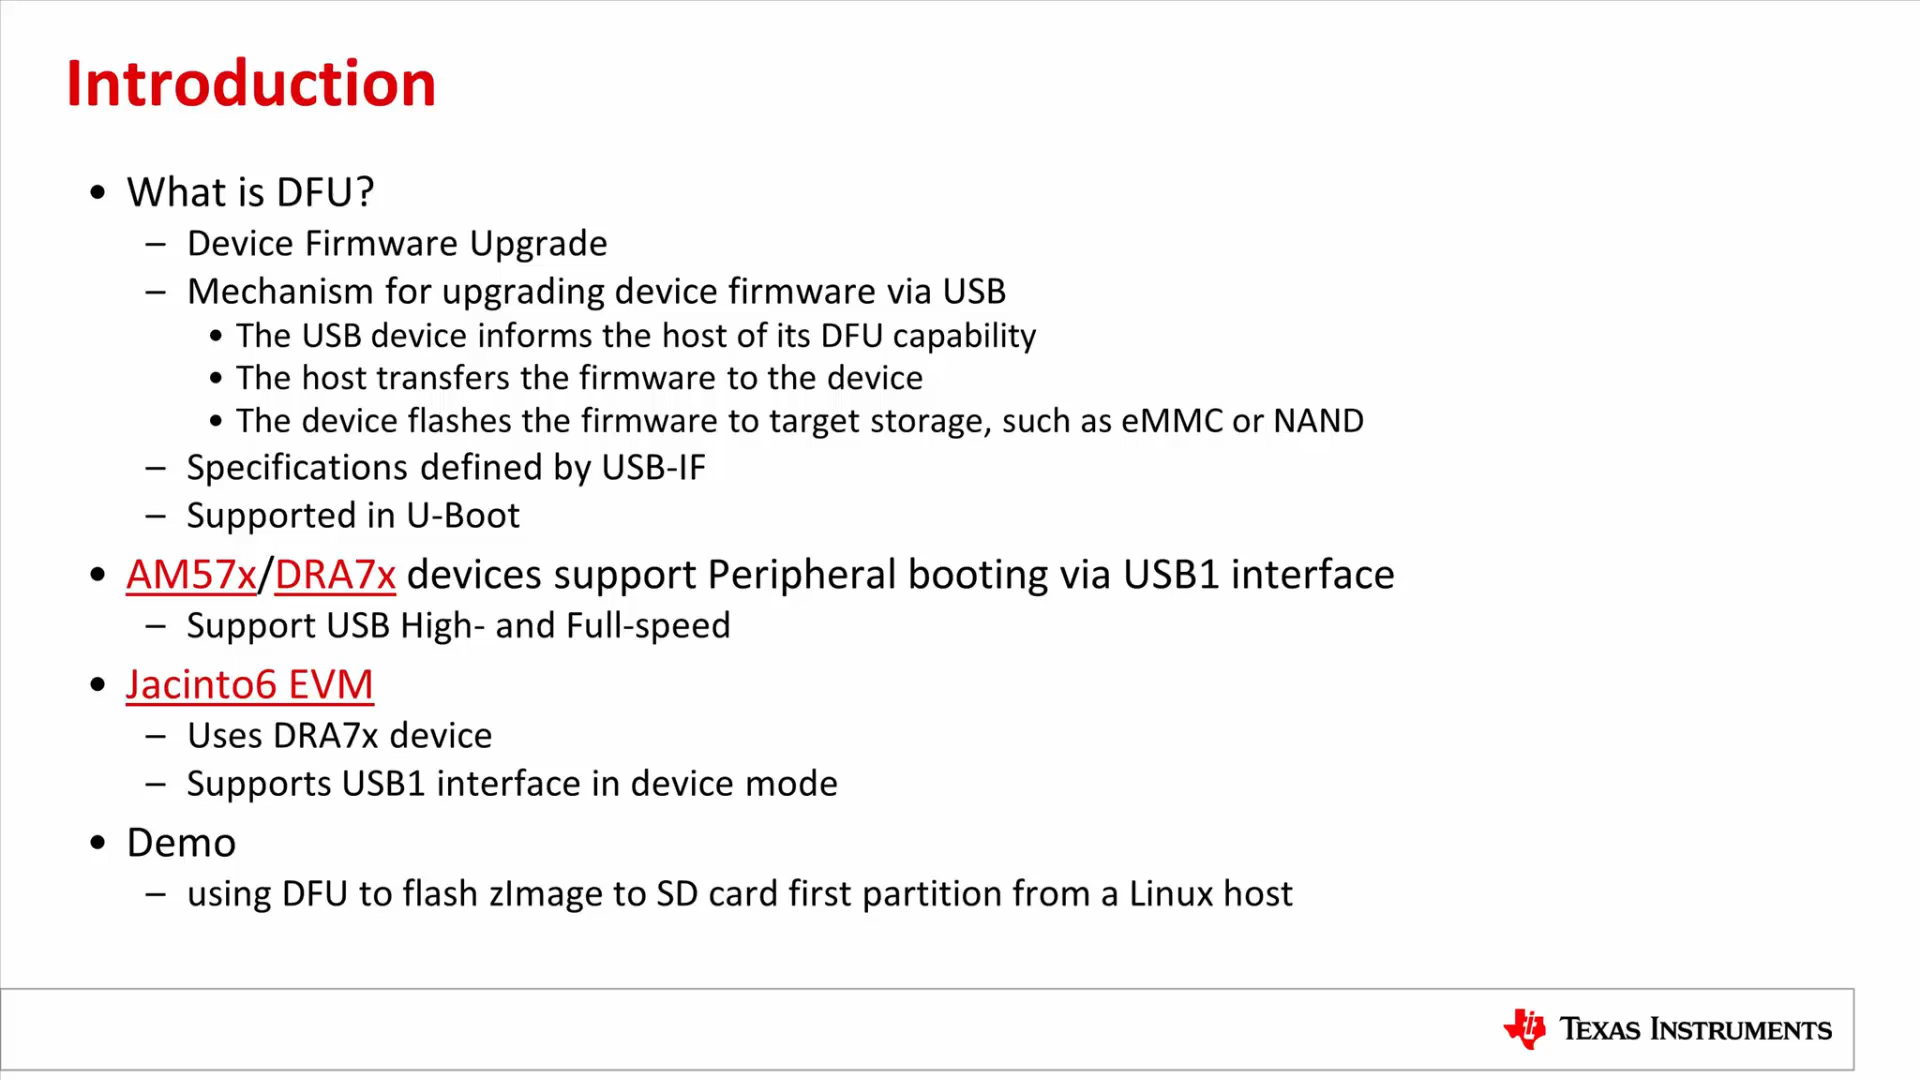 Introduction
• What is DFU?
– Device Firmware Upgrade
– Mechanism for upgrading device firmware via USB
• The USB device informs the host of its DFU capability
• The host transfers the firmware to the device
• The device flashes the firmware to target storage, such as eMMC or NAND
– Specifications defined by USB-IF
– Supported in U-Boot
• AM57x/DRA7x devices support Peripheral booting via USB1 interface
– Support USB High- and Full-speed
• Jacinto6 EVM
– Uses DRA7x device
– Supports USB1 interface in device mode
• Demo
– using DFU to flash zImage to SD card first partition from a Linux host
TEXAS INSTRUMENTS